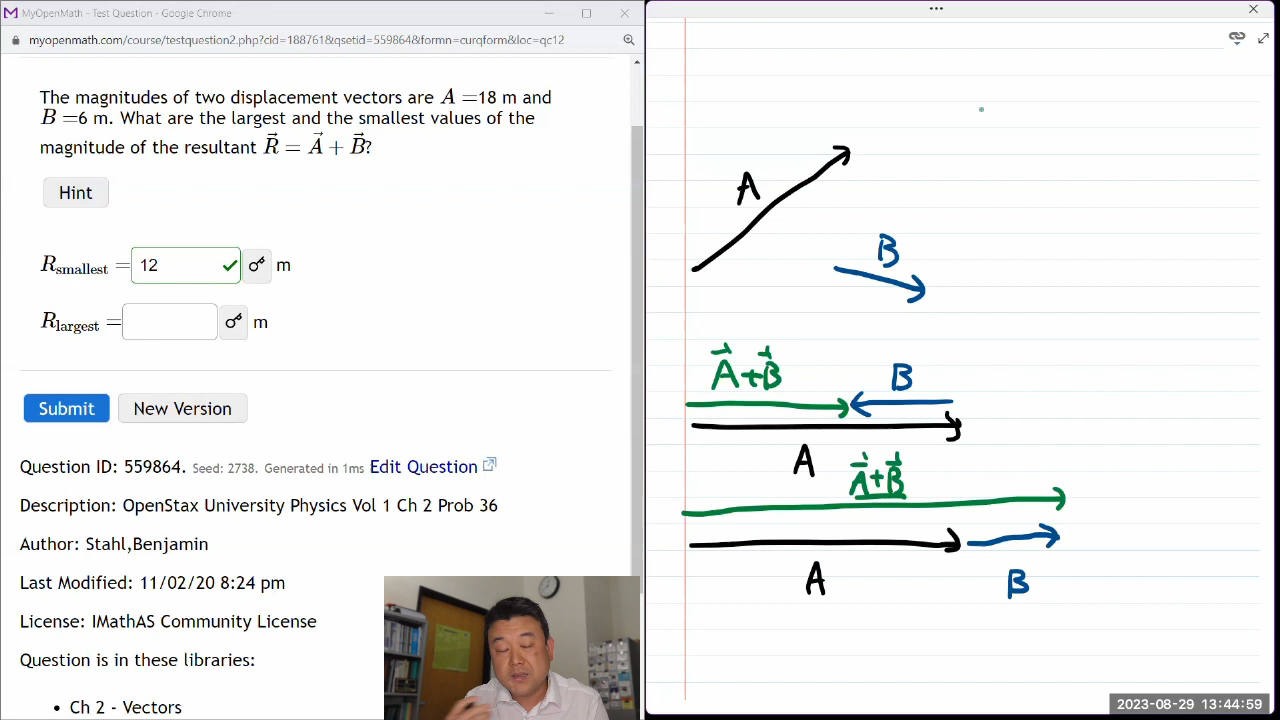 MyOpenMath - Test Question - Google Chrome
myopenmath.com/course/testquestion2.php?cid=188761&qsetid=559864&formn=curqform&loc=qc12
The magnitudes of two displacement vectors are A =18 m and
B =6 m. What are the largest and the smallest values of the
magnitude of the resultant R⃗ = A⃗ + B⃗?
Hint
Rsmallest = 12 m
Rlargest = m
Submit
New Version
Question ID: 559864. Seed: 2738. Generated in 1ms Edit Question
Description: OpenStax University Physics Vol 1 Ch 2 Prob 36
Author: Stahl,Benjamin
Last Modified: 11/02/20 8:24 pm
License: IMathAS Community License
Question is in these libraries:
• Ch 2 - Vectors
A
B
A⃗+B⃗
B
A
A⃗+B⃗
A
B
2023-08-29 13:44:59